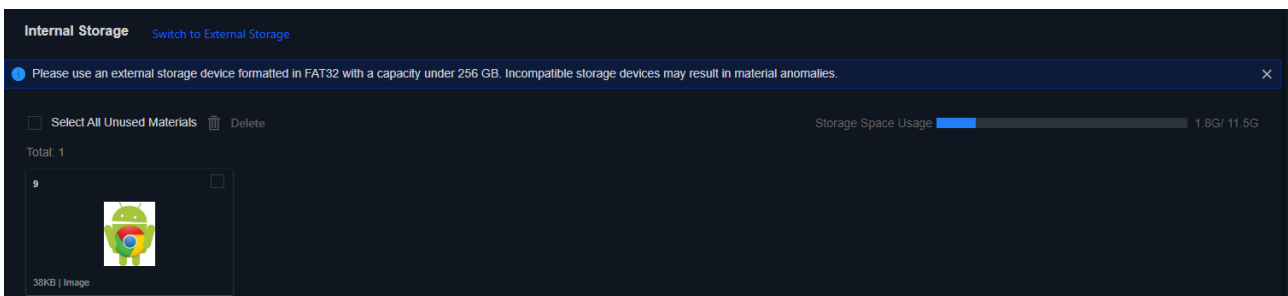 Internal Storage Switch to External Storage
Please use an external storage device formatted in FAT32 with a capacity under 256 GB. Incompatible storage devices may result in material anomalies.
Select All Unused Materials Delete
Storage Space Usage 1.8G/ 11.5G
Total: 1
9
38KB | Image